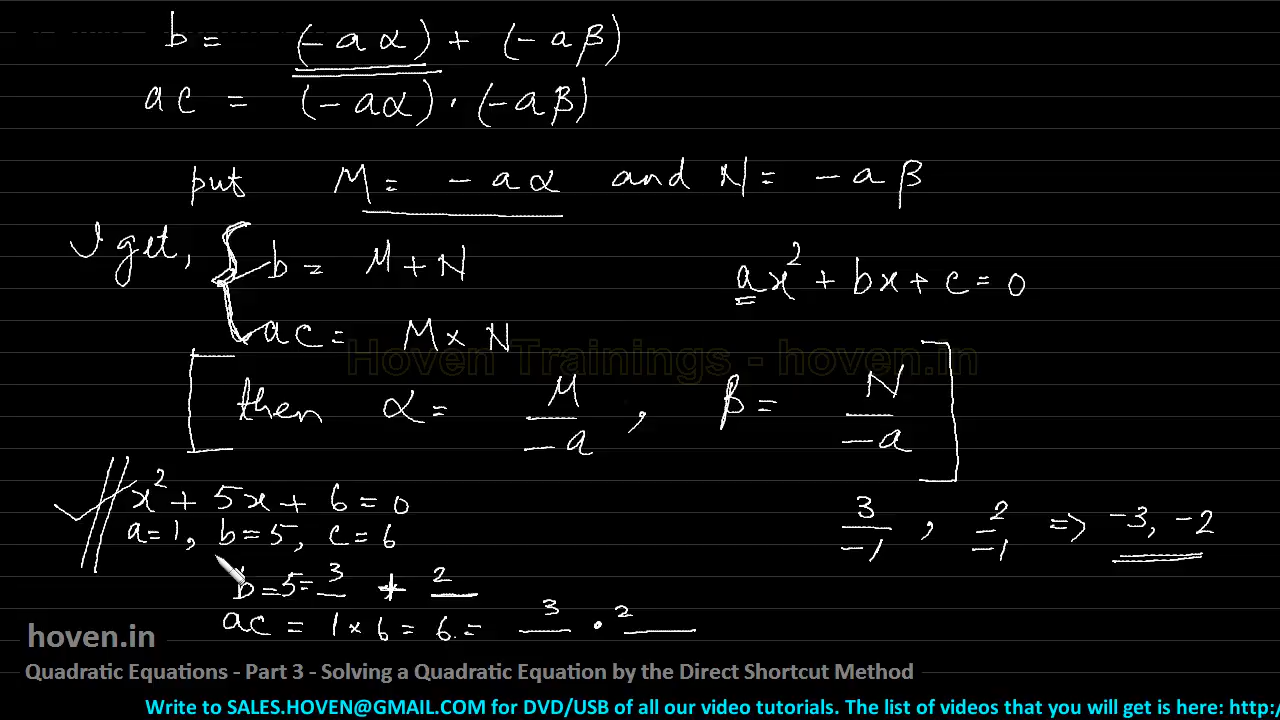 b = (-aα) + (-aβ)
ac = (-aα) · (-aβ)
put M = -aα and N = -aβ
I get, { b = M + N
ax² + bx + c = 0
ac = M × N
Hoven Trainings - hoven.in
[ then α = M/-a , β = N/-a ]
x² + 5x + 6 = 0
a = 1, b = 5, c = 6
3/-1 , 2/-1 => -3, -2
b = 5 = 3 + 2
ac = 1 × 6 = 6 = 3 · 2
hoven.in
Quadratic Equations - Part 3 - Solving a Quadratic Equation by the Direct Shortcut Method
Write to SALES.HOVEN@GMAIL.COM for DVD/USB of all our video tutorials. The list of videos that you will get is here: http:/